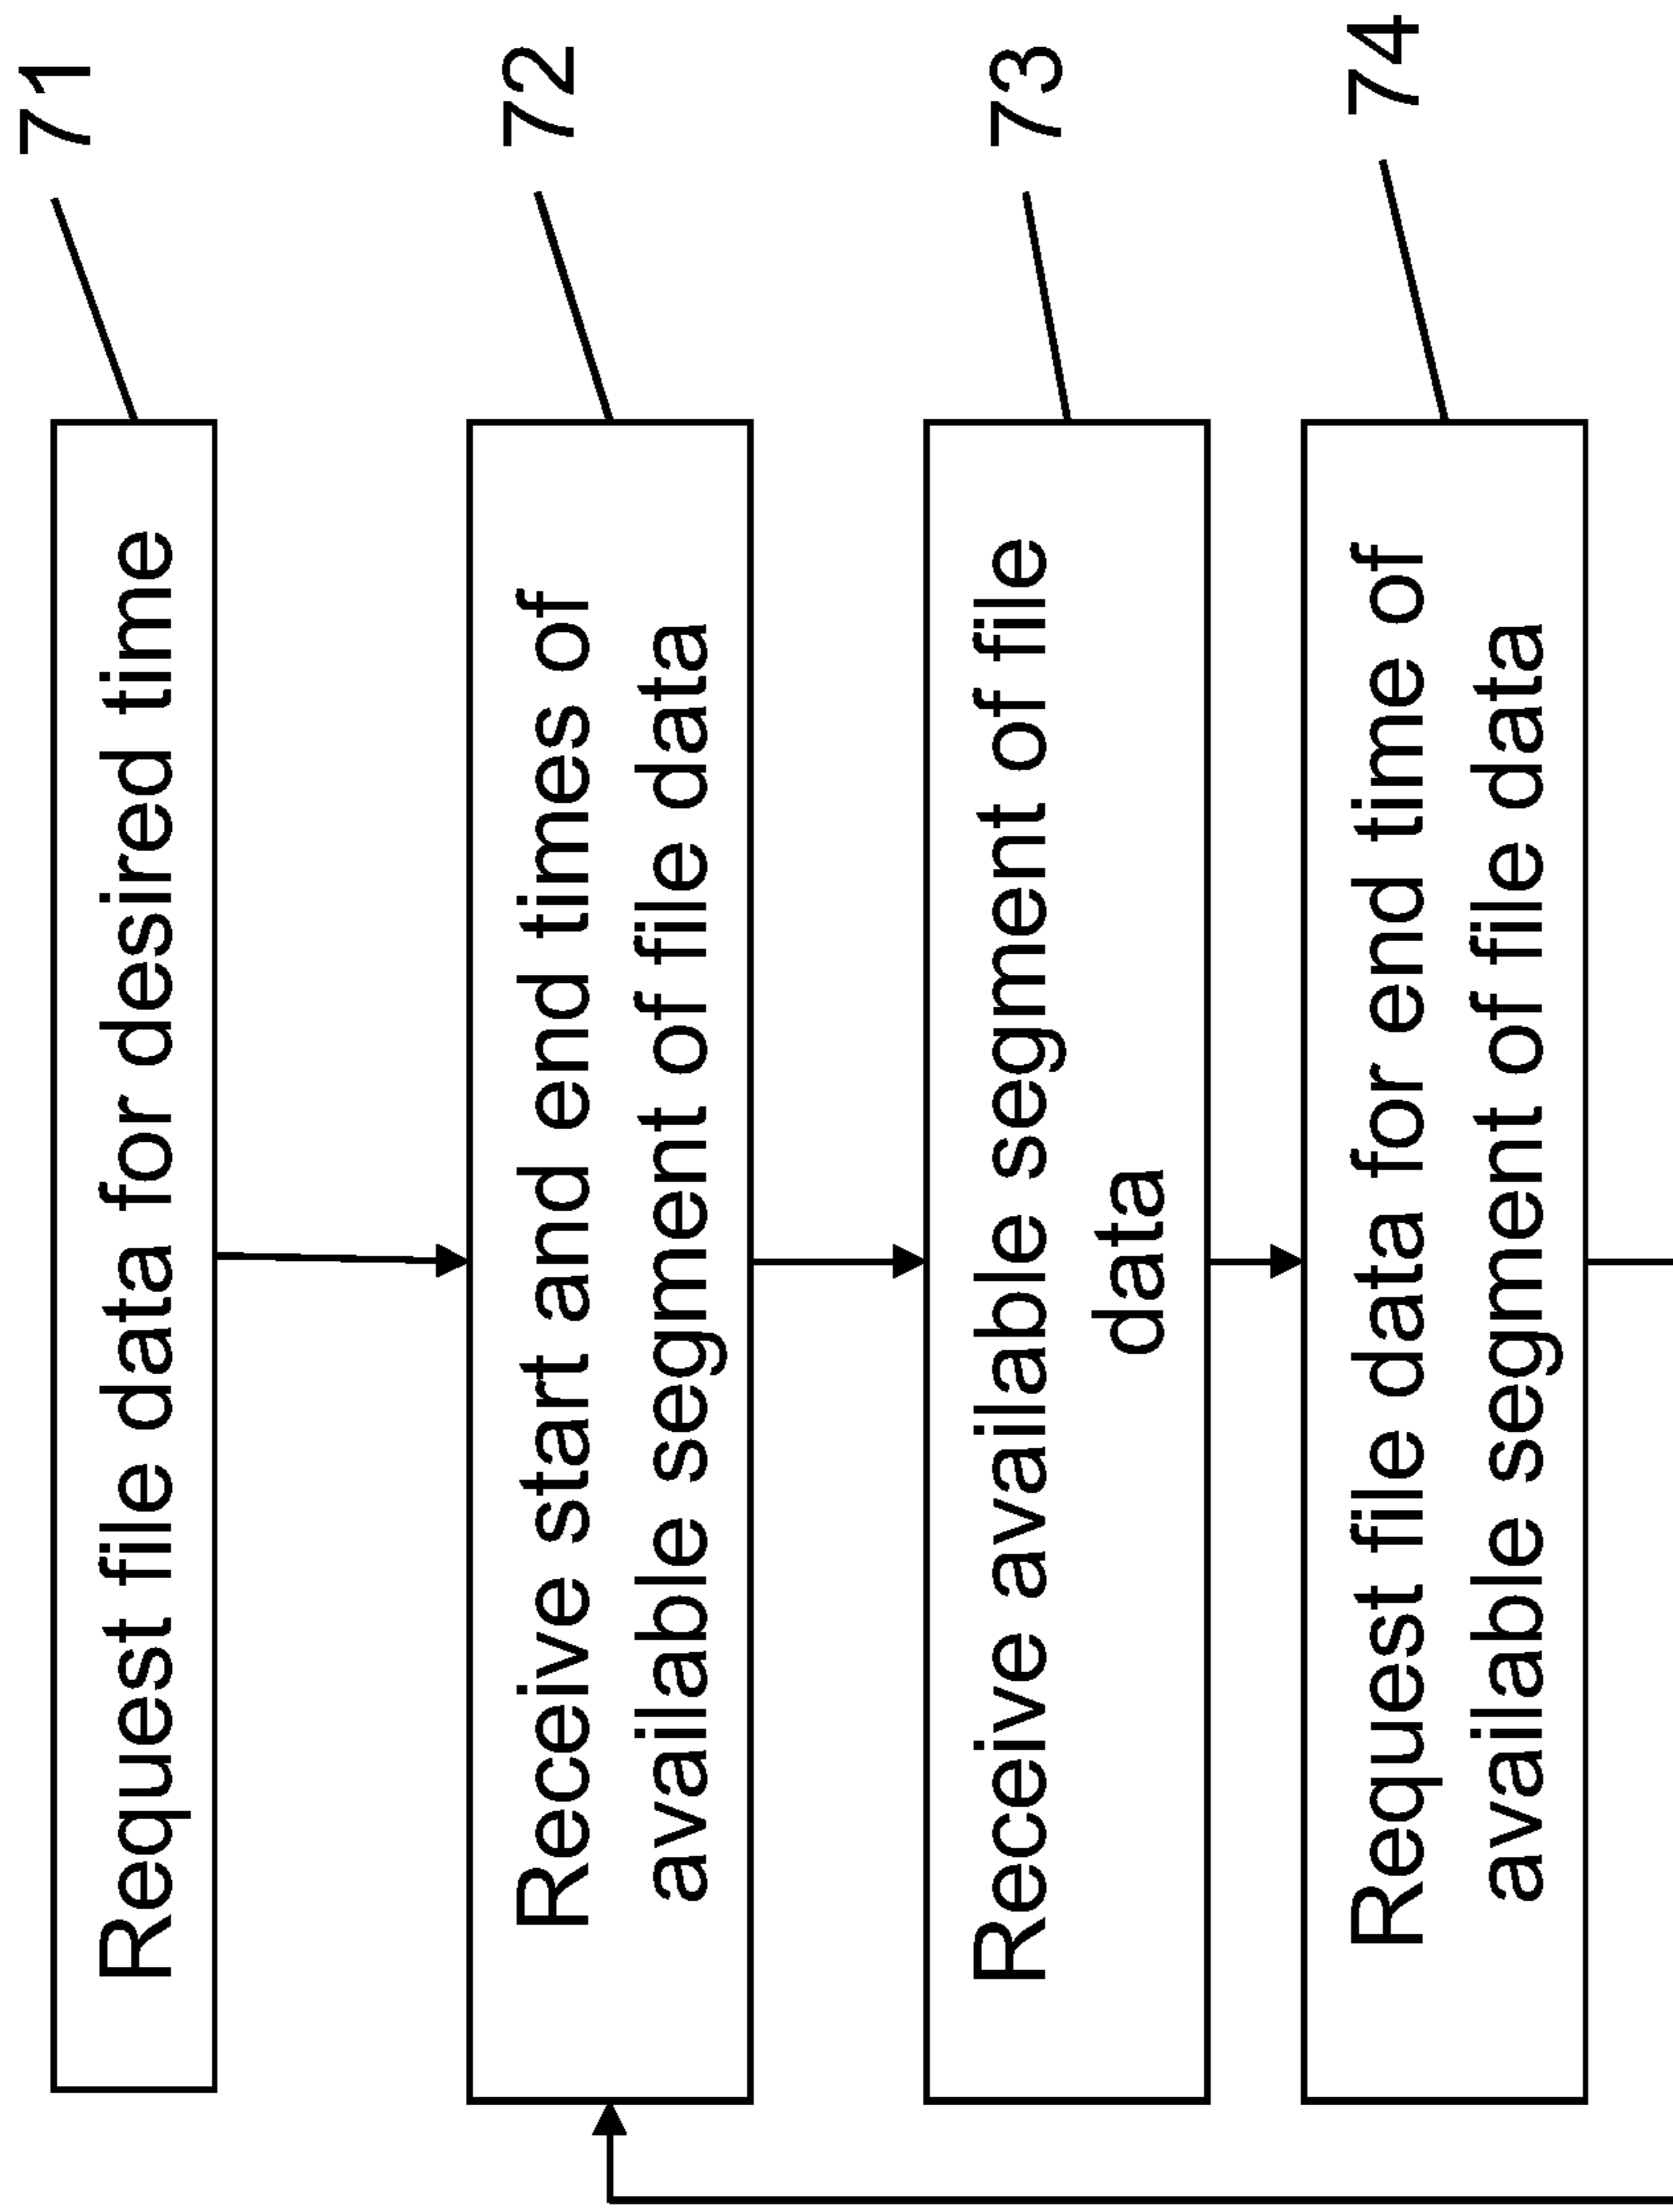 Request file data for desired time
71
Receive start and end times of
available segment of file data
72
Receive available segment of file
data
73
Request file data for end time of
available segment of file data
74